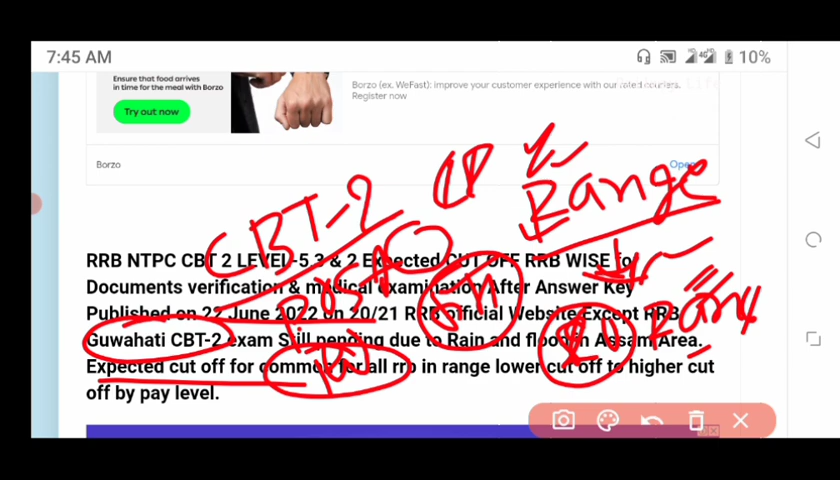 7:45 AM
10%
Ensure that food arrives
in time for the meal with Borzo
Borzo (ex. WeFast): improve your customer experience with our rated couriers.
Register now
Try out now
Borzo
Open
CBT-2
Range
RRB NTPC CBT 2 LEVEL-5,3 & 2 Expected CUT OFF RRB WISE for
Documents verification & medical examination After Answer Key
Published on 22 June 2022 on 20/21 RRB official Website Except RRB
Guwahati CBT-2 exam Still pending due to Rain and flood in Assam Area.
Expected cut off for common for all rrb in range lower cut off to higher cut
off by pay level.